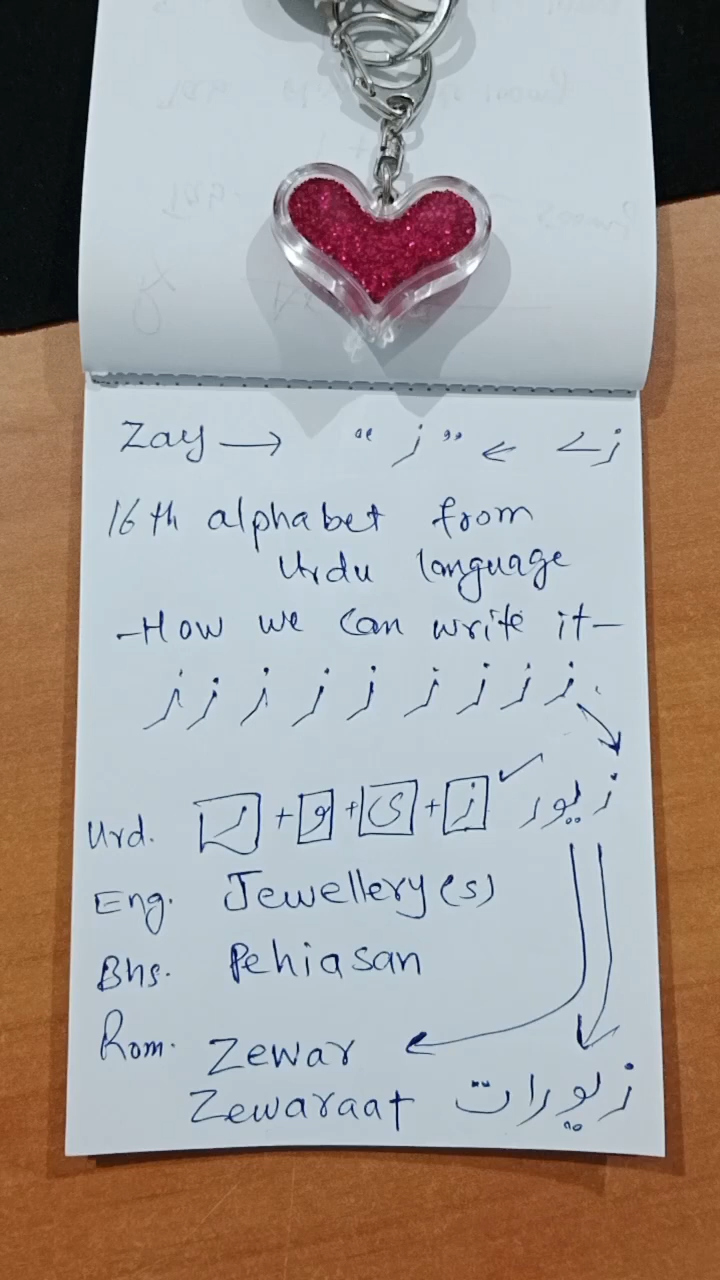 Zay → “ ز ” ← زے
16th alphabet from
Urdu language
-How we can write it-
ز ز ز ز ز ز ز ز ز
Urd. ر + و + ی + ز زیور
Eng. Jewellery(s)
Bhs. Pehiasan
Rom. Zewar
Zewaraat زیورات